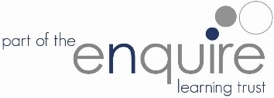 part of the
enquire
learning trust